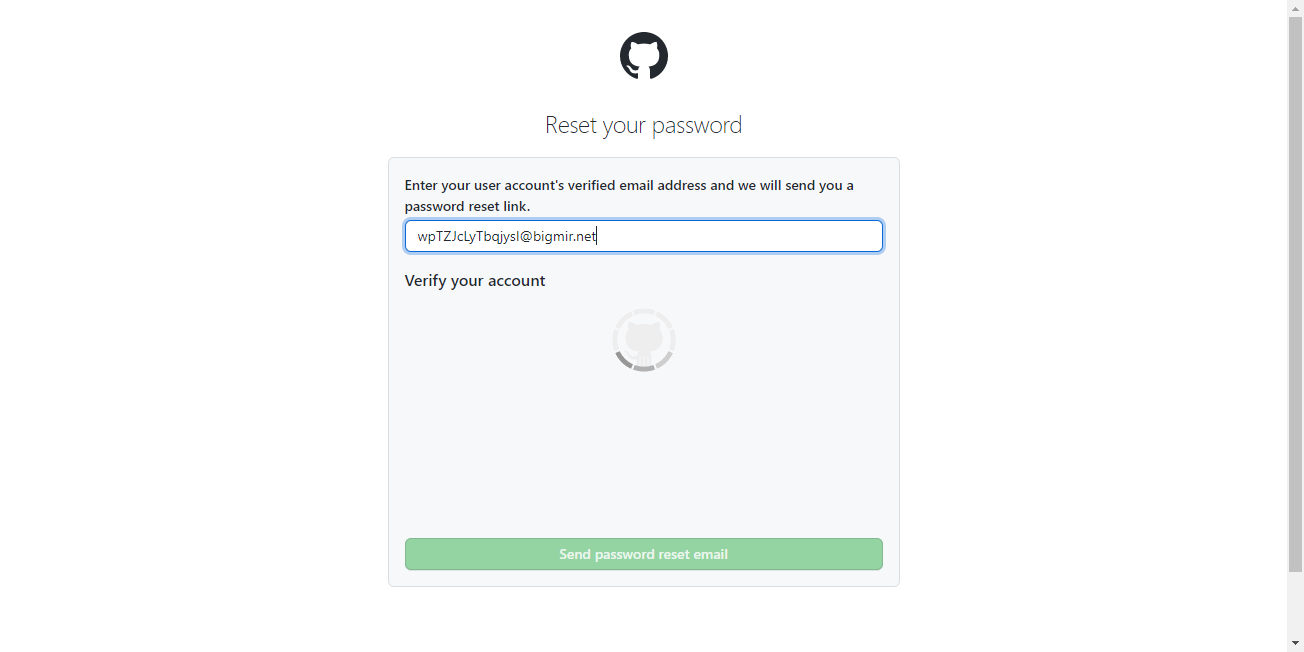 Reset your password
Enter your user account's verified email address and we will send you a
password reset link.
wpTZJcLyTbqjysl@bigmir.net
Verify your account
Send password reset email